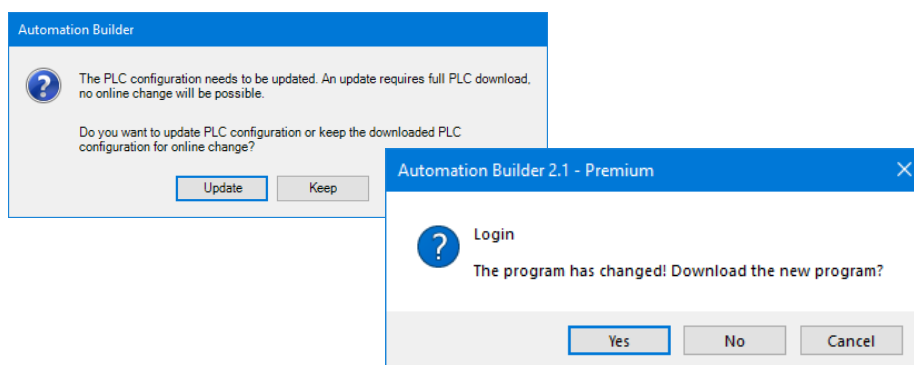 Automation Builder
The PLC configuration needs to be updated. An update requires full PLC download,
no online change will be possible.
Do you want to update PLC configuration or keep the downloaded PLC
configuration for online change?
Update
Keep
Automation Builder 2.1 - Premium
Login
The program has changed! Download the new program?
Yes
No
Cancel